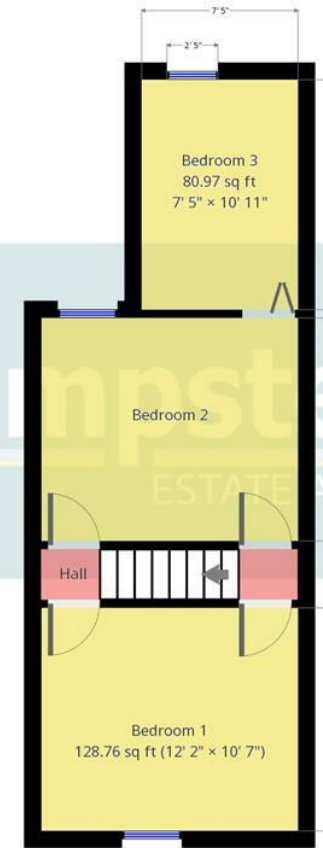 7' 5"
2' 5"
Bedroom 3
80.97 sq ft
7' 5" × 10' 11"
Bedroom 2
ESTATE
Hall
Bedroom 1
128.76 sq ft (12' 2" × 10' 7")